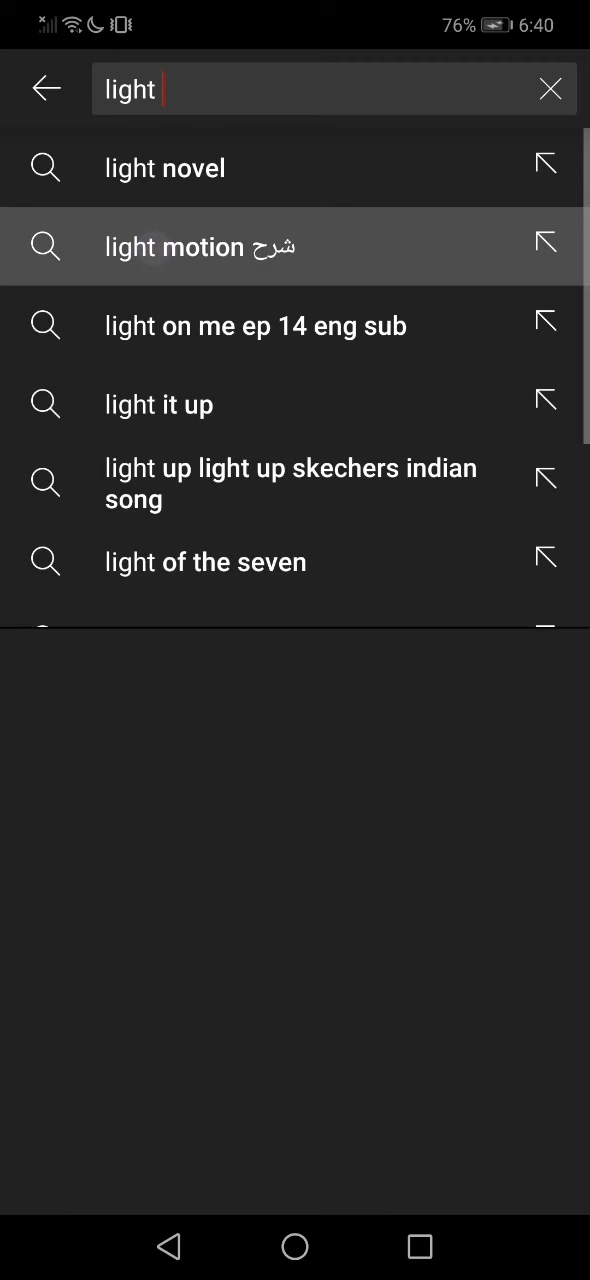 76% 6:40
light
light novel
light motion شرح
light on me ep 14 eng sub
light it up
light up light up skechers indian
song
light of the seven